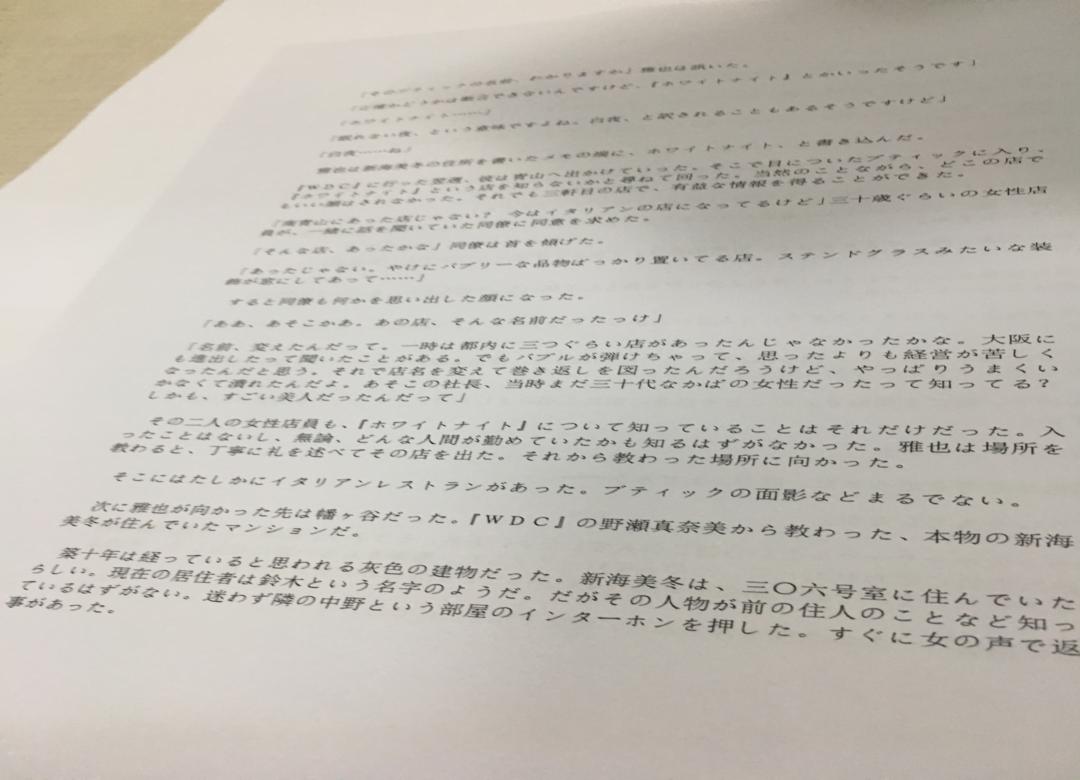 「そのブティックの名前、わかりますか」雅也は訊いた。
「正確かどうかは断言できないんですけど、『ホワイトナイト』とかいったそうです」
「ホワイトナイト……」
「眠れない夜、という意味ですよね。白夜、と訳されることもあるそうですけど」
「白夜……ね」
雅也は新海美冬の住所を書いたメモの端に、ホワイトナイト、と書き込んだ。
『WDC』に行った翌週、彼は青山へ出かけていった。そこで目についたブティックに入り、
『ホワイトナイト』という店を知らないかと尋ねて回った。当然のことながら、どこの店で
もいい顔はされなかった。それでも三軒目の店で、有益な情報を得ることができた。
「南青山にあった店じゃない? 今はイタリアンの店になってるけど」三十歳ぐらいの女性店
員が、一緒に話を聞いていた同僚に同意を求めた。
「そんな店、あったかな」同僚は首を傾げた。
「あったじゃない。やけにバブリーな品物ばっかり置いてる店。ステンドグラスみたいな装
飾が窓にしてあって……」
すると同僚も何かを思い出した顔になった。
「ああ、あそこかあ。あの店、そんな名前だったっけ」
「名前、変えたんだって。一時は都内に三つぐらい店があったんじゃなかったかな。大阪に
も進出したって聞いたことがある。でもバブルが弾けちゃって、思ったよりも経営が苦しく
なったんだと思う。それで店名を変えて巻き返しを図ったんだろうけど、やっぱりうまくい
かなくて潰れたんだよ。あそこの社長、当時まだ三十代なかばの女性だったって知ってる?
しかも、すごい美人だったんだって」
その二人の女性店員も、『ホワイトナイト』について知っていることはそれだけだった。入
ったことはないし、無論、どんな人間が勤めていたかも知るはずがなかった。雅也は場所を
教わると、丁寧に礼を述べてその店を出た。それから教わった場所に向かった。
そこにはたしかにイタリアンレストランがあった。ブティックの面影などまるでない。
次に雅也が向かった先は幡ヶ谷だった。『WDC』の野瀬真奈美から教わった、本物の新海
美冬が住んでいたマンションだ。
築十年は経っていると思われる灰色の建物だった。新海美冬は、三〇六号室に住んでいた
らしい。現在の居住者は鈴木という名字のようだ。だがその人物が前の住人のことなど知っ
ているはずがない。迷わず隣の中野という部屋のインターホンを押した。すぐに女の声で返
事があった。